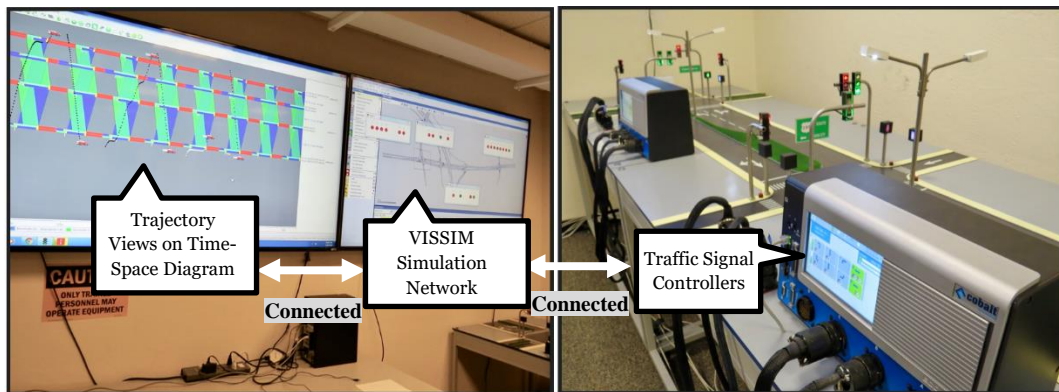 Trajectory
Views on Time-
Space Diagram
VISSIM
Simulation
Network
Traffic Signal
Controllers
Connected
Connected
CAUT
ONLY TRA
PERSONNEL MAY
OPERATE EQUIPMENT
cobalt